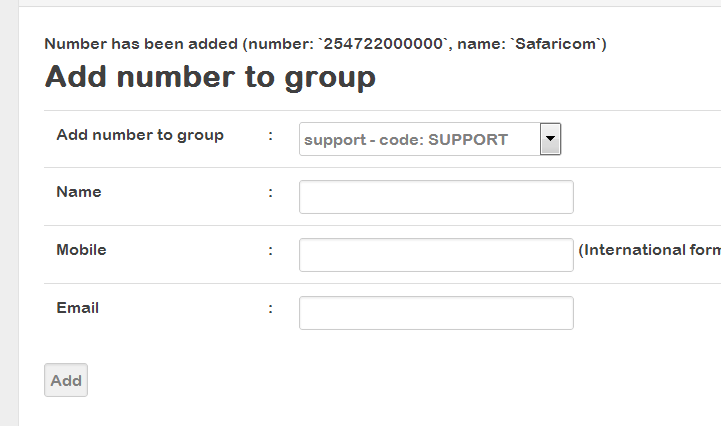 Number has been added (number: `254722000000`, name: `Safaricom`)
Add number to group
Add number to group : support - code: SUPPORT
Name :
Mobile : (International
Email :
Add